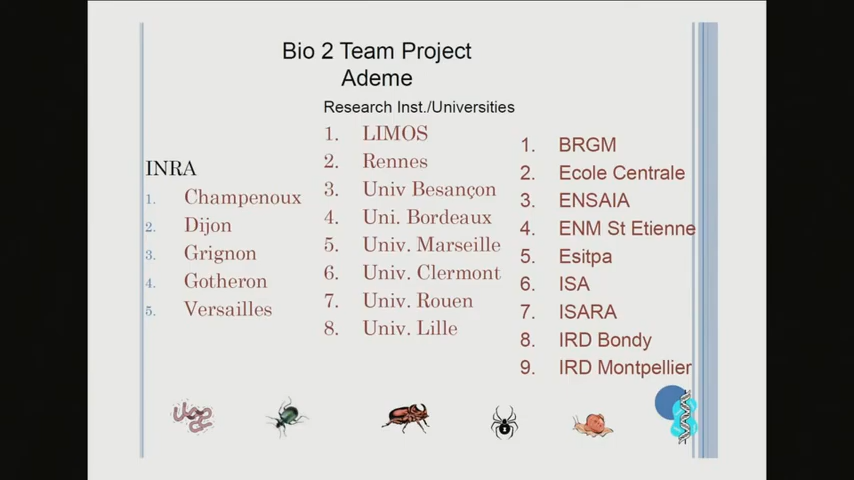 Bio 2 Team Project
Ademe
Research Inst./Universities
INRA
1. Champenoux
2. Dijon
3. Grignon
4. Gotheron
5. Versailles
1. LIMOS
2. Rennes
3. Univ Besançon
4. Uni. Bordeaux
5. Univ. Marseille
6. Univ. Clermont
7. Univ. Rouen
8. Univ. Lille
1. BRGM
2. Ecole Centrale
3. ENSAIA
4. ENM St Etienne
5. Esitpa
6. ISA
7. ISARA
8. IRD Bondy
9. IRD Montpellier